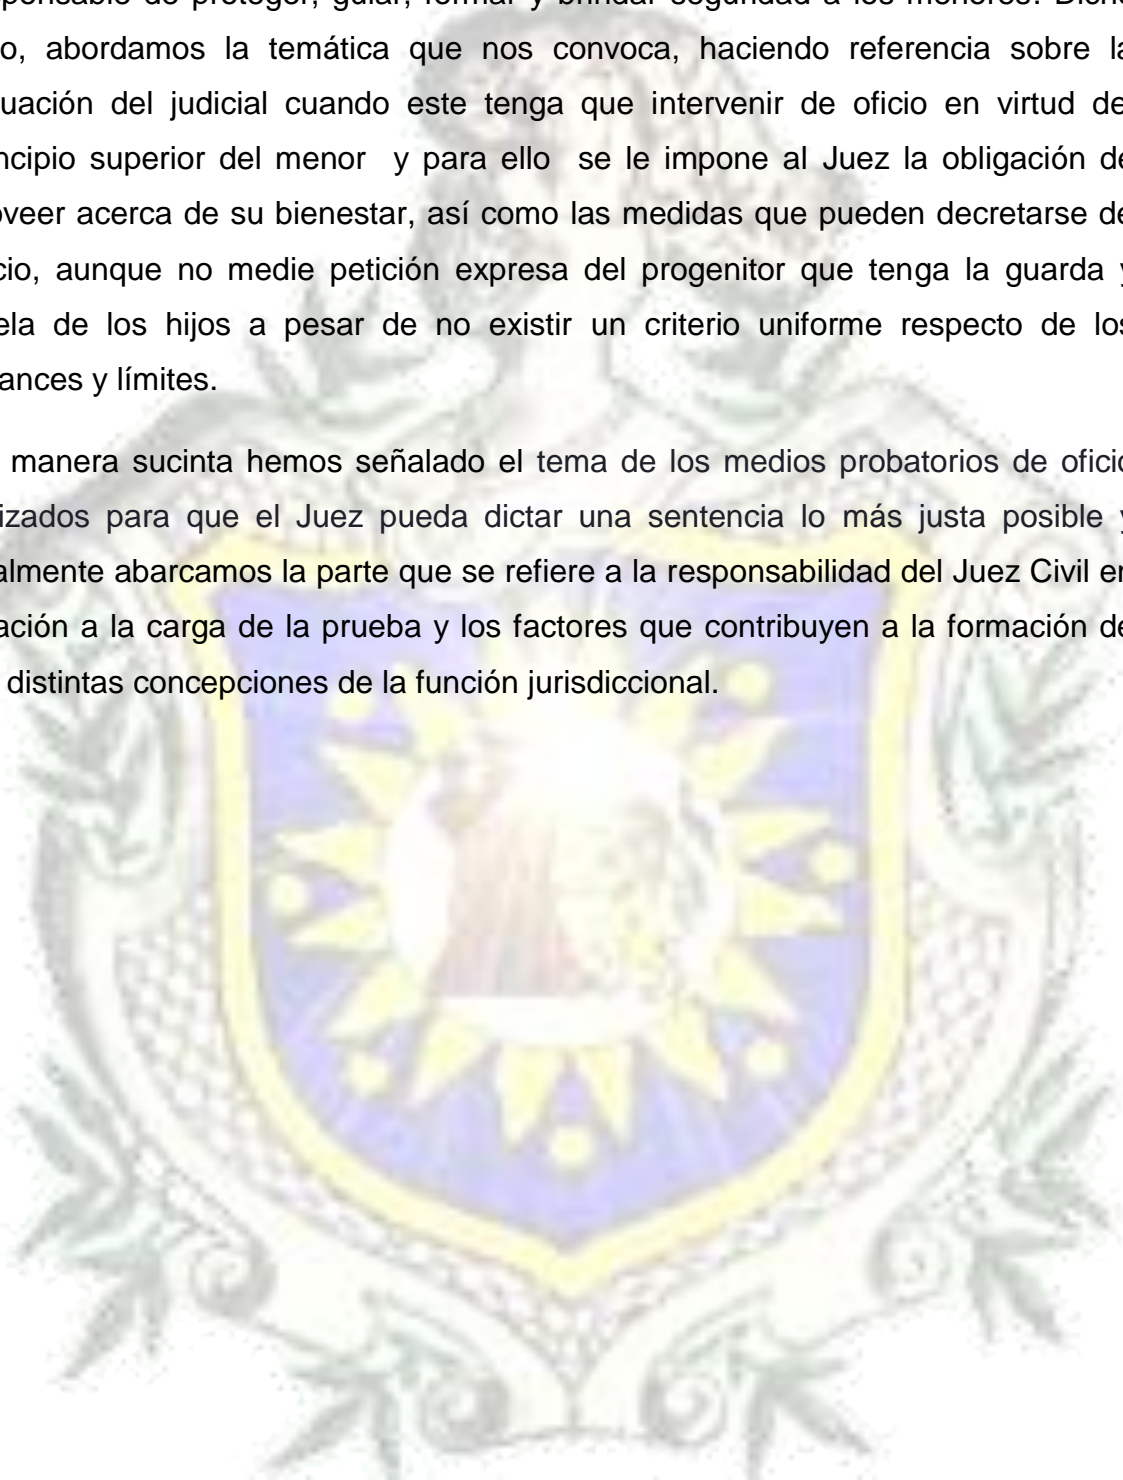 sponsable de proteger, guiar, formar y brindar seguridad a los menores. Dicho
o, abordamos la temática que nos convoca, haciendo referencia sobre la
uación del judicial cuando este tenga que intervenir de oficio en virtud de
ncipio superior del menor y para ello se le impone al Juez la obligación de
oveer acerca de su bienestar, así como las medidas que pueden decretarse de
cio, aunque no medie petición expresa del progenitor que tenga la guarda y
ela de los hijos a pesar de no existir un criterio uniforme respecto de los
ances y límites.
manera sucinta hemos señalado el tema de los medios probatorios de oficio
izados para que el Juez pueda dictar una sentencia lo más justa posible y
almente abarcamos la parte que se refiere a la responsabilidad del Juez Civil en
ación a la carga de la prueba y los factores que contribuyen a la formación de
distintas concepciones de la función jurisdiccional.